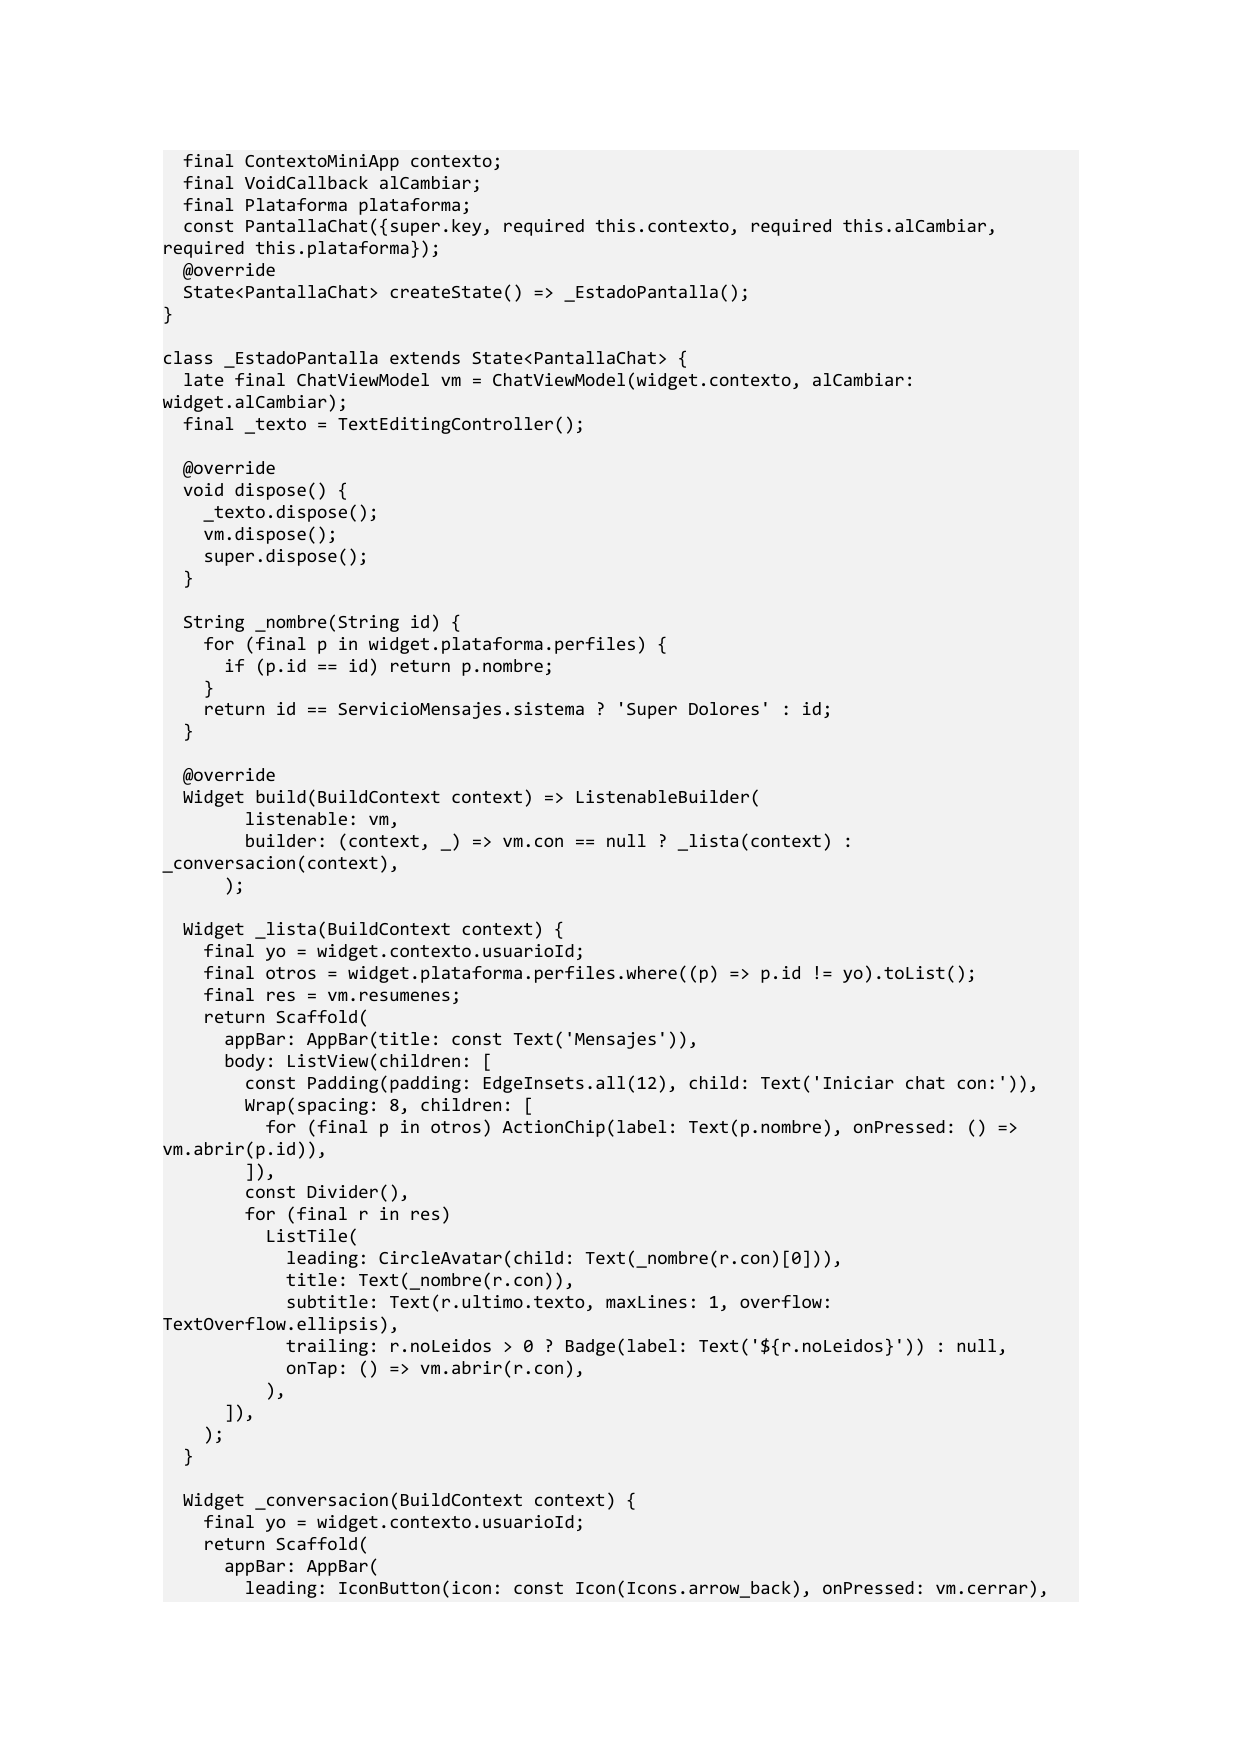 final ContextoMiniApp contexto;
  final VoidCallback alCambiar;
  final Plataforma plataforma;
  const PantallaChat({super.key, required this.contexto, required this.alCambiar,
required this.plataforma});
  @override
  State<PantallaChat> createState() => _EstadoPantalla();
}

class _EstadoPantalla extends State<PantallaChat> {
  late final ChatViewModel vm = ChatViewModel(widget.contexto, alCambiar:
widget.alCambiar);
  final _texto = TextEditingController();

  @override
  void dispose() {
    _texto.dispose();
    vm.dispose();
    super.dispose();
  }

  String _nombre(String id) {
    for (final p in widget.plataforma.perfiles) {
      if (p.id == id) return p.nombre;
    }
    return id == ServicioMensajes.sistema ? 'Super Dolores' : id;
  }

  @override
  Widget build(BuildContext context) => ListenableBuilder(
        listenable: vm,
        builder: (context, _) => vm.con == null ? _lista(context) :
_conversacion(context),
      );

  Widget _lista(BuildContext context) {
    final yo = widget.contexto.usuarioId;
    final otros = widget.plataforma.perfiles.where((p) => p.id != yo).toList();
    final res = vm.resumenes;
    return Scaffold(
      appBar: AppBar(title: const Text('Mensajes')),
      body: ListView(children: [
        const Padding(padding: EdgeInsets.all(12), child: Text('Iniciar chat con:')),
        Wrap(spacing: 8, children: [
          for (final p in otros) ActionChip(label: Text(p.nombre), onPressed: () =>
vm.abrir(p.id)),
        ]),
        const Divider(),
        for (final r in res)
          ListTile(
            leading: CircleAvatar(child: Text(_nombre(r.con)[0])),
            title: Text(_nombre(r.con)),
            subtitle: Text(r.ultimo.texto, maxLines: 1, overflow:
TextOverflow.ellipsis),
            trailing: r.noLeidos > 0 ? Badge(label: Text('${r.noLeidos}')) : null,
            onTap: () => vm.abrir(r.con),
          ),
      ]),
    );
  }

  Widget _conversacion(BuildContext context) {
    final yo = widget.contexto.usuarioId;
    return Scaffold(
      appBar: AppBar(
        leading: IconButton(icon: const Icon(Icons.arrow_back), onPressed: vm.cerrar),